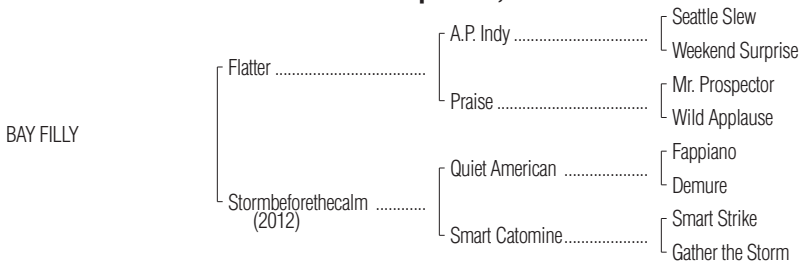 Seattle Slew
A.P. Indy ................................
Weekend Surprise
Flatter ....................................
Mr. Prospector
Praise ....................................
Wild Applause
BAY FILLY
Fappiano
Quiet American ....................
Demure
Stormbeforethecalm ............
(2012)
Smart Strike
Smart Catomine....................
Gather the Storm